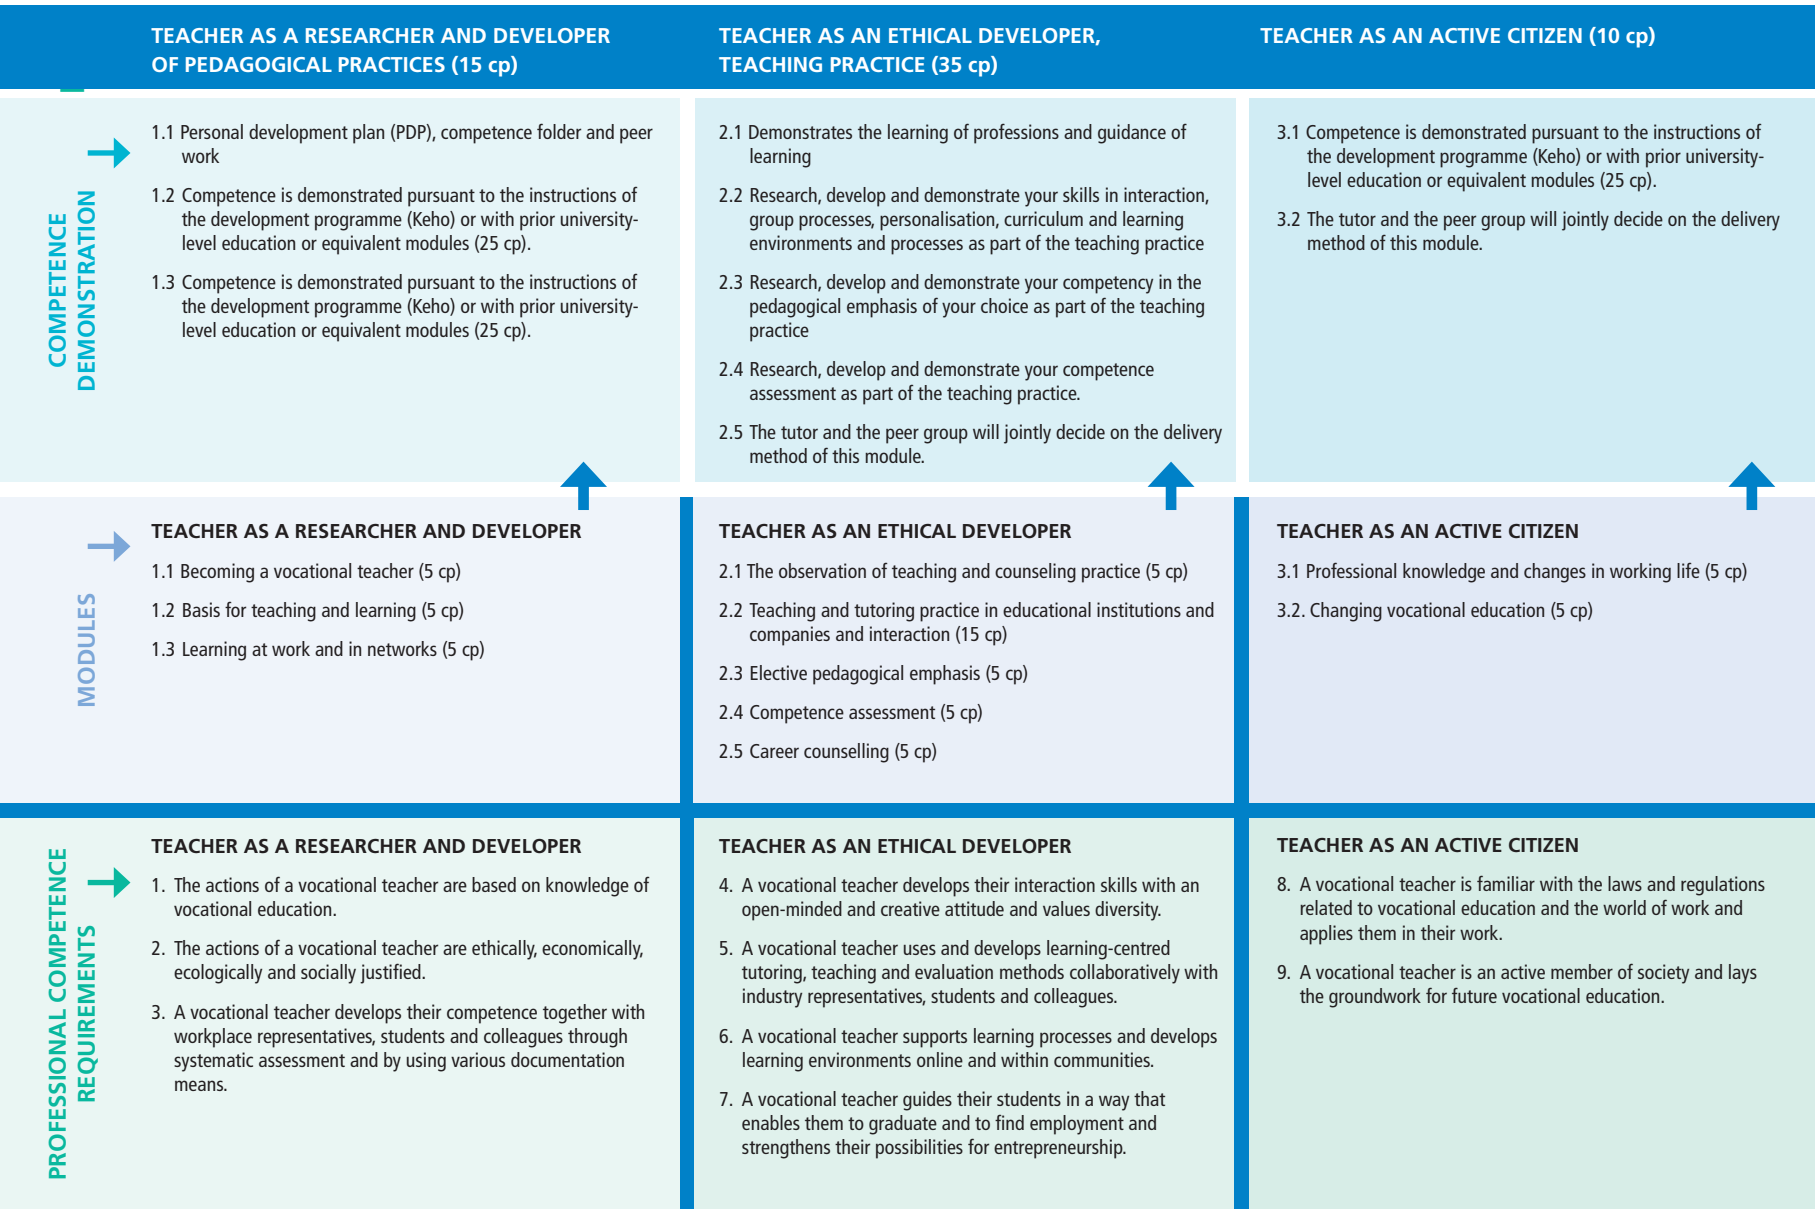 TEACHER AS A RESEARCHER AND DEVELOPER
OF PEDAGOGICAL PRACTICES (15 cp)
TEACHER AS AN ETHICAL DEVELOPER,
TEACHING PRACTICE (35 cp)
TEACHER AS AN ACTIVE CITIZEN (10 cp)
COMPETENCE
DEMONSTRATION
1.1 Personal development plan (PDP), competence folder and peer
work
1.2 Competence is demonstrated pursuant to the instructions of
the development programme (Keho) or with prior university-
level education or equivalent modules (25 cp).
1.3 Competence is demonstrated pursuant to the instructions of
the development programme (Keho) or with prior university-
level education or equivalent modules (25 cp).
2.1 Demonstrates the learning of professions and guidance of
learning
2.2 Research, develop and demonstrate your skills in interaction,
group processes, personalisation, curriculum and learning
environments and processes as part of the teaching practice
2.3 Research, develop and demonstrate your competency in the
pedagogical emphasis of your choice as part of the teaching
practice
2.4 Research, develop and demonstrate your competence
assessment as part of the teaching practice.
2.5 The tutor and the peer group will jointly decide on the delivery
method of this module.
3.1 Competence is demonstrated pursuant to the instructions of
the development programme (Keho) or with prior university-
level education or equivalent modules (25 cp).
3.2 The tutor and the peer group will jointly decide on the delivery
method of this module.
MODULES
TEACHER AS A RESEARCHER AND DEVELOPER
1.1 Becoming a vocational teacher (5 cp)
1.2 Basis for teaching and learning (5 cp)
1.3 Learning at work and in networks (5 cp)
TEACHER AS AN ETHICAL DEVELOPER
2.1 The observation of teaching and counseling practice (5 cp)
2.2 Teaching and tutoring practice in educational institutions and
companies and interaction (15 cp)
2.3 Elective pedagogical emphasis (5 cp)
2.4 Competence assessment (5 cp)
2.5 Career counselling (5 cp)
TEACHER AS AN ACTIVE CITIZEN
3.1 Professional knowledge and changes in working life (5 cp)
3.2. Changing vocational education (5 cp)
PROFESSIONAL COMPETENCE
REQUIREMENTS
TEACHER AS A RESEARCHER AND DEVELOPER
1. The actions of a vocational teacher are based on knowledge of
vocational education.
2. The actions of a vocational teacher are ethically, economically,
ecologically and socially justified.
3. A vocational teacher develops their competence together with
workplace representatives, students and colleagues through
systematic assessment and by using various documentation
means.
TEACHER AS AN ETHICAL DEVELOPER
4. A vocational teacher develops their interaction skills with an
open-minded and creative attitude and values diversity.
5. A vocational teacher uses and develops learning-centred
tutoring, teaching and evaluation methods collaboratively with
industry representatives, students and colleagues.
6. A vocational teacher supports learning processes and develops
learning environments online and within communities.
7. A vocational teacher guides their students in a way that
enables them to graduate and to find employment and
strengthens their possibilities for entrepreneurship.
TEACHER AS AN ACTIVE CITIZEN
8. A vocational teacher is familiar with the laws and regulations
related to vocational education and the world of work and
applies them in their work.
9. A vocational teacher is an active member of society and lays
the groundwork for future vocational education.